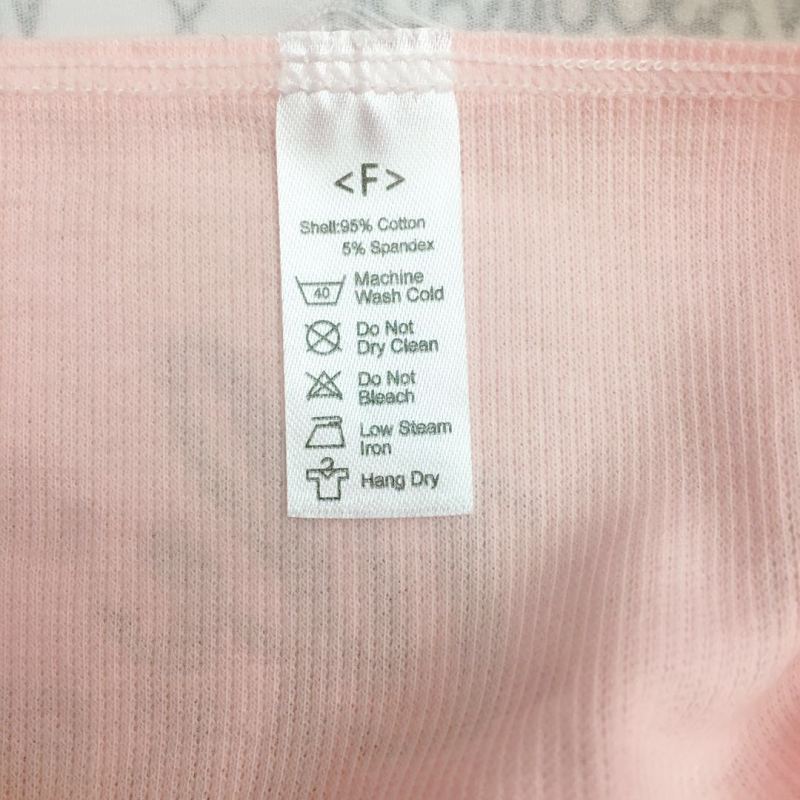 <F>
Shell:95% Cotton
5% Spandex
40
Machine
Wash Cold
Do Not
Dry Clean
Do Not
Bleach
Low Steam
Iron
Hang Dry